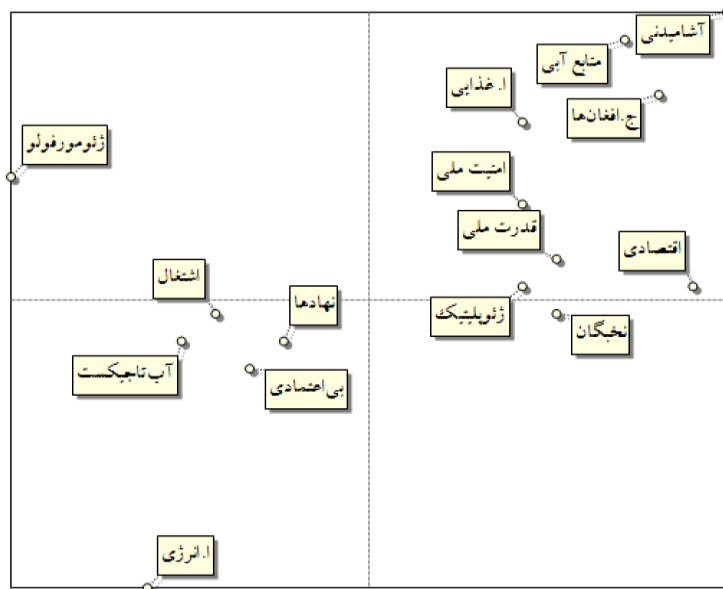 آشامیدنی
منابع آبی
ا. غذایی
ج.افغان‌ها
ژئومورفولو
امنیت ملی
قدرت ملی
اقتصادی
اشتغال
نهادها
ژئوپلیتیک
نخبگان
آب تاجیکست
بی‌اعتمادی
ا.انرژی